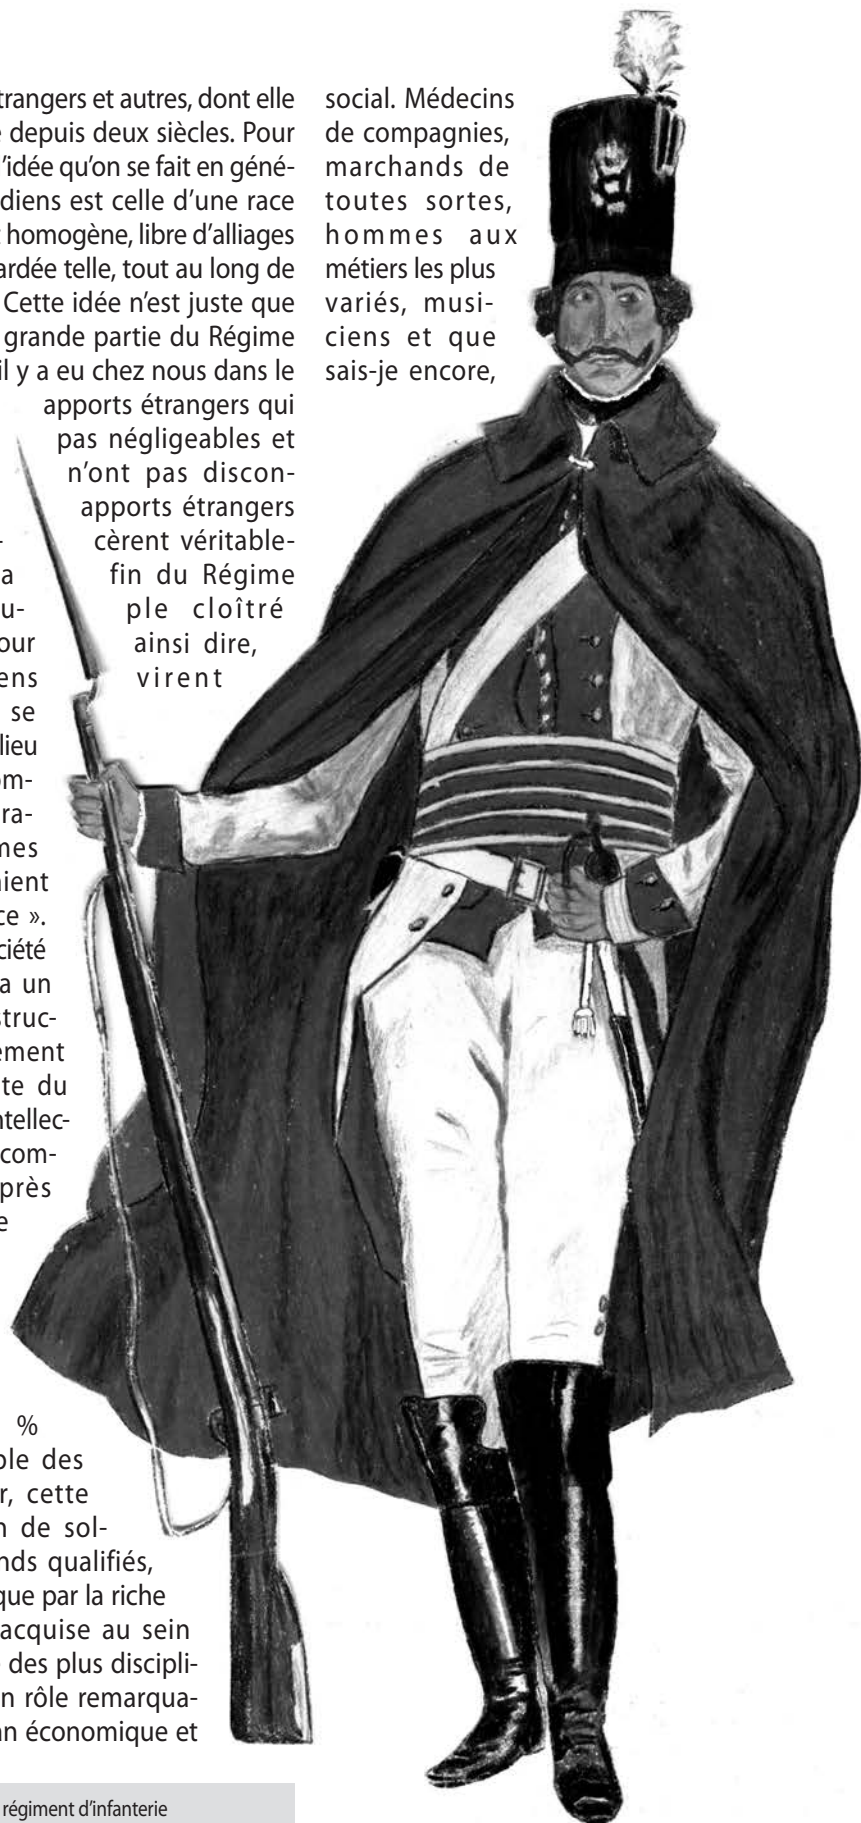 trangers et autres, dont elle
depuis deux siècles. Pour
l'idée qu'on se fait en géné-
diens est celle d'une race
homogène, libre d'alliages
ardée telle, tout au long de
Cette idée n'est juste que
grande partie du Régime
il y a eu chez nous dans le
apports étrangers qui
pas négligeables et
n'ont pas discon-
apports étrangers
-
cèrent véritable-
a
fin du Régime
u-
ple cloîtré
our
ainsi dire,
ens
virent
se
lieu
om-
ra-
mes
aient
ce ».
ciété
a un
struc-
ement
te du
ntellec-
com-
près
e
%
ple des
r, cette
n de sol-
nds qualifiés,
que par la riche
acquise au sein
des plus discipli-
n rôle remarqua-
an économique et
social. Médecins
de compagnies,
marchands de
toutes sortes,
hommes aux
métiers les plus
variés, musi-
ciens et que
sais-je encore,
régiment d'infanterie